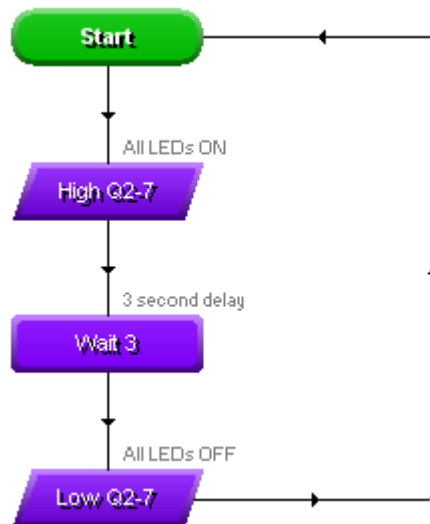 Start
All LEDs ON
High Q2-7
3 second delay
Wait 3
All LEDs OFF
Low Q2-7